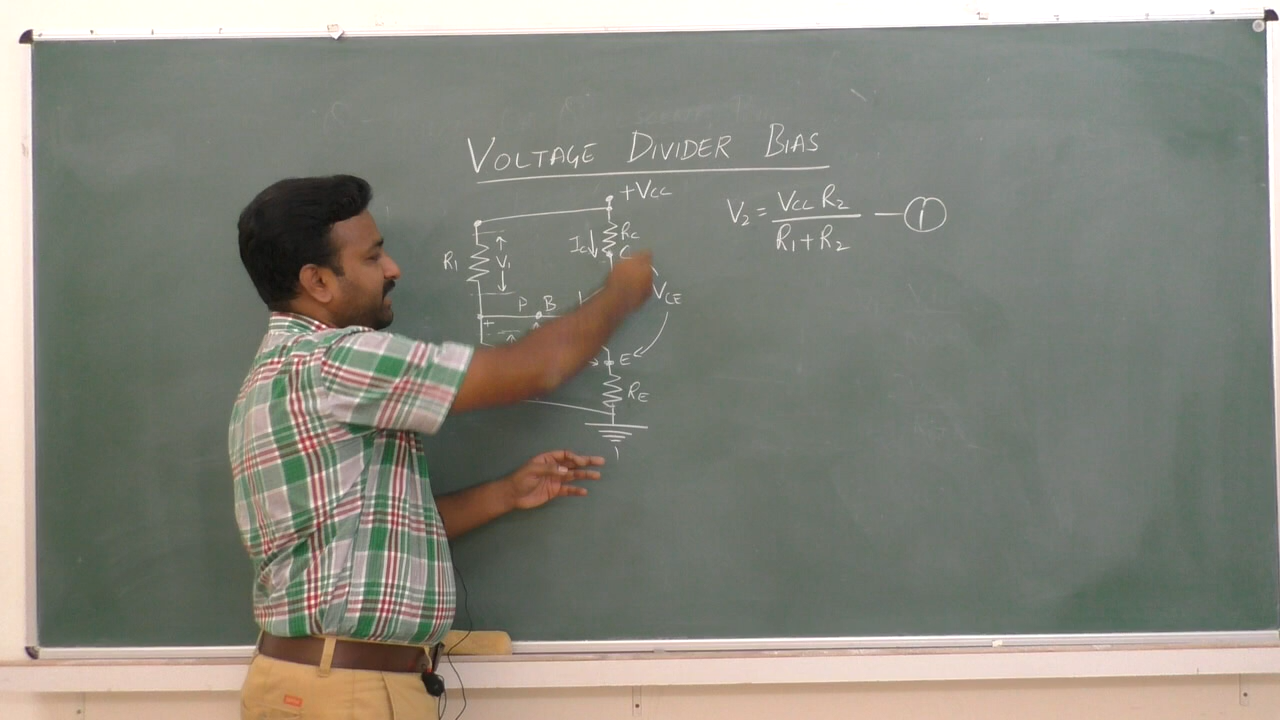 VOLTAGE DIVIDER BIAS
+VCC
V2 = VCC R2 / R1+R2 — 1
RC
IC
C
R1
V1
VCE
P B
+
E
RE